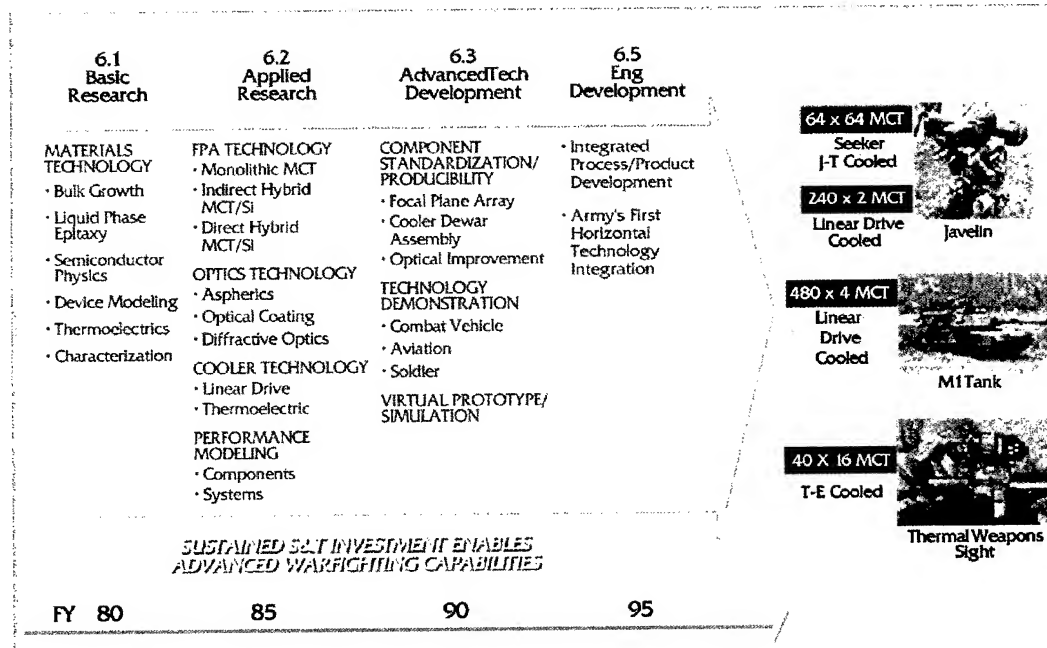 6.1
Basic
Research
6.2
Applied
Research
6.3
AdvancedTech
Development
6.5
Eng
Development
MATERIALS
TECHNOLOGY
• Bulk Growth
• Liquid Phase
Epitaxy
• Semiconductor
Physics
• Device Modeling
• Thermoelectrics
• Characterization
FPA TECHNOLOGY
• Monolithic MCT
• Indirect Hybrid
MCT/Si
• Direct Hybrid
MCT/Si
OPTICS TECHNOLOGY
• Aspherics
• Optical Coating
• Diffractive Optics
COOLER TECHNOLOGY
• Linear Drive
• Thermoelectric
PERFORMANCE
MODELING
• Components
• Systems
COMPONENT
STANDARDIZATION/
PRODUCIBILITY
• Focal Plane Array
• Cooler Dewar
Assembly
• Optical Improvement
TECHNOLOGY
DEMONSTRATION
• Combat Vehicle
• Aviation
• Soldier
VIRTUAL PROTOTYPE/
SIMULATION
• Integrated
Process/Product
Development
• Army's First
Horizontal
Technology
Integration
64 x 64 MCT
Seeker
J-T Cooled
240 x 2 MCT
Linear Drive
Cooled
Javelin
480 x 4 MCT
Linear
Drive
Cooled
M1Tank
40 X 16 MCT
T-E Cooled
Thermal Weapons
Sight
SUSTAINED S&T INVESTMENT ENABLES
ADVANCED WARFIGHTING CAPABILITIES
FY 80 85 90 95